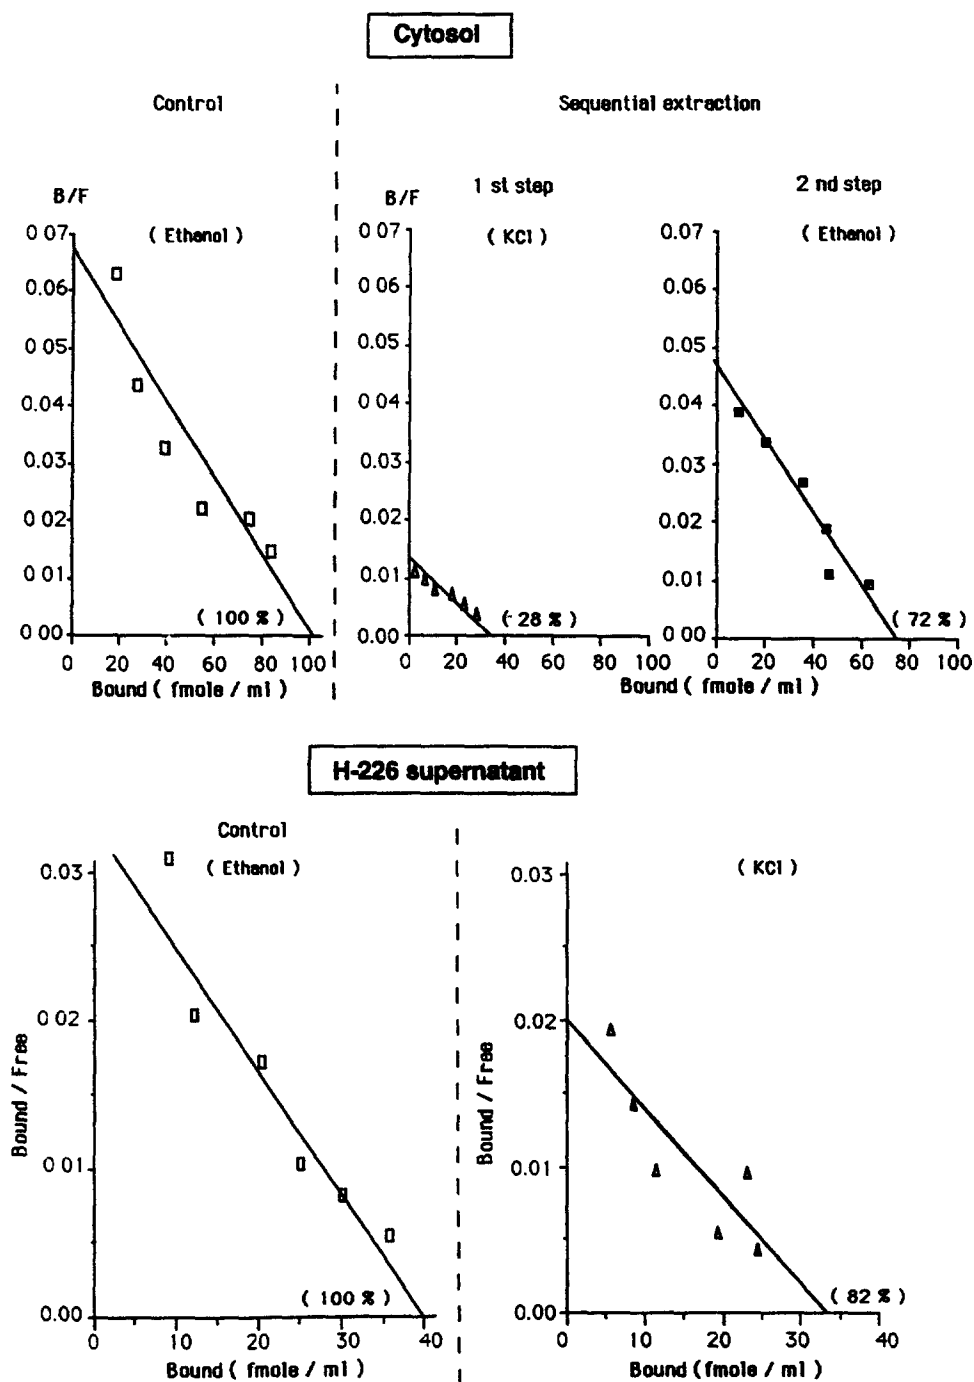 Cytosol
Control
Sequential extraction
B/F
( Ethanol )
0 07
0.06
0 05
0.04
0.03
0 02
0 01
0 00
( 100 % )
0 20 40 60 80 100
Bound ( fmole / ml )
B/F
1 st step
( KCl )
0.07
0.06
0.05
0.04
0.03
0.02
0.010
0.00
( 28 % )
0 20 40 60 80 100
2 nd step
( Ethanol )
0.07
0.06
0.05
0.04
0.03
0.02
0.01
0.00
( 72 % )
0 20 40 60 80 100
Bound ( fmole / ml )
H-226 supernatant
Control
( Ethanol )
Bound / Free
0.03
0 02
0 01
0.00
( 100 % )
0 10 20 30 40
Bound ( fmole / ml )
( KCl )
Bound / Free
0.03
0.02
0.01
0.00
( 82 % )
0 10 20 30 40
Bound ( fmole / ml )